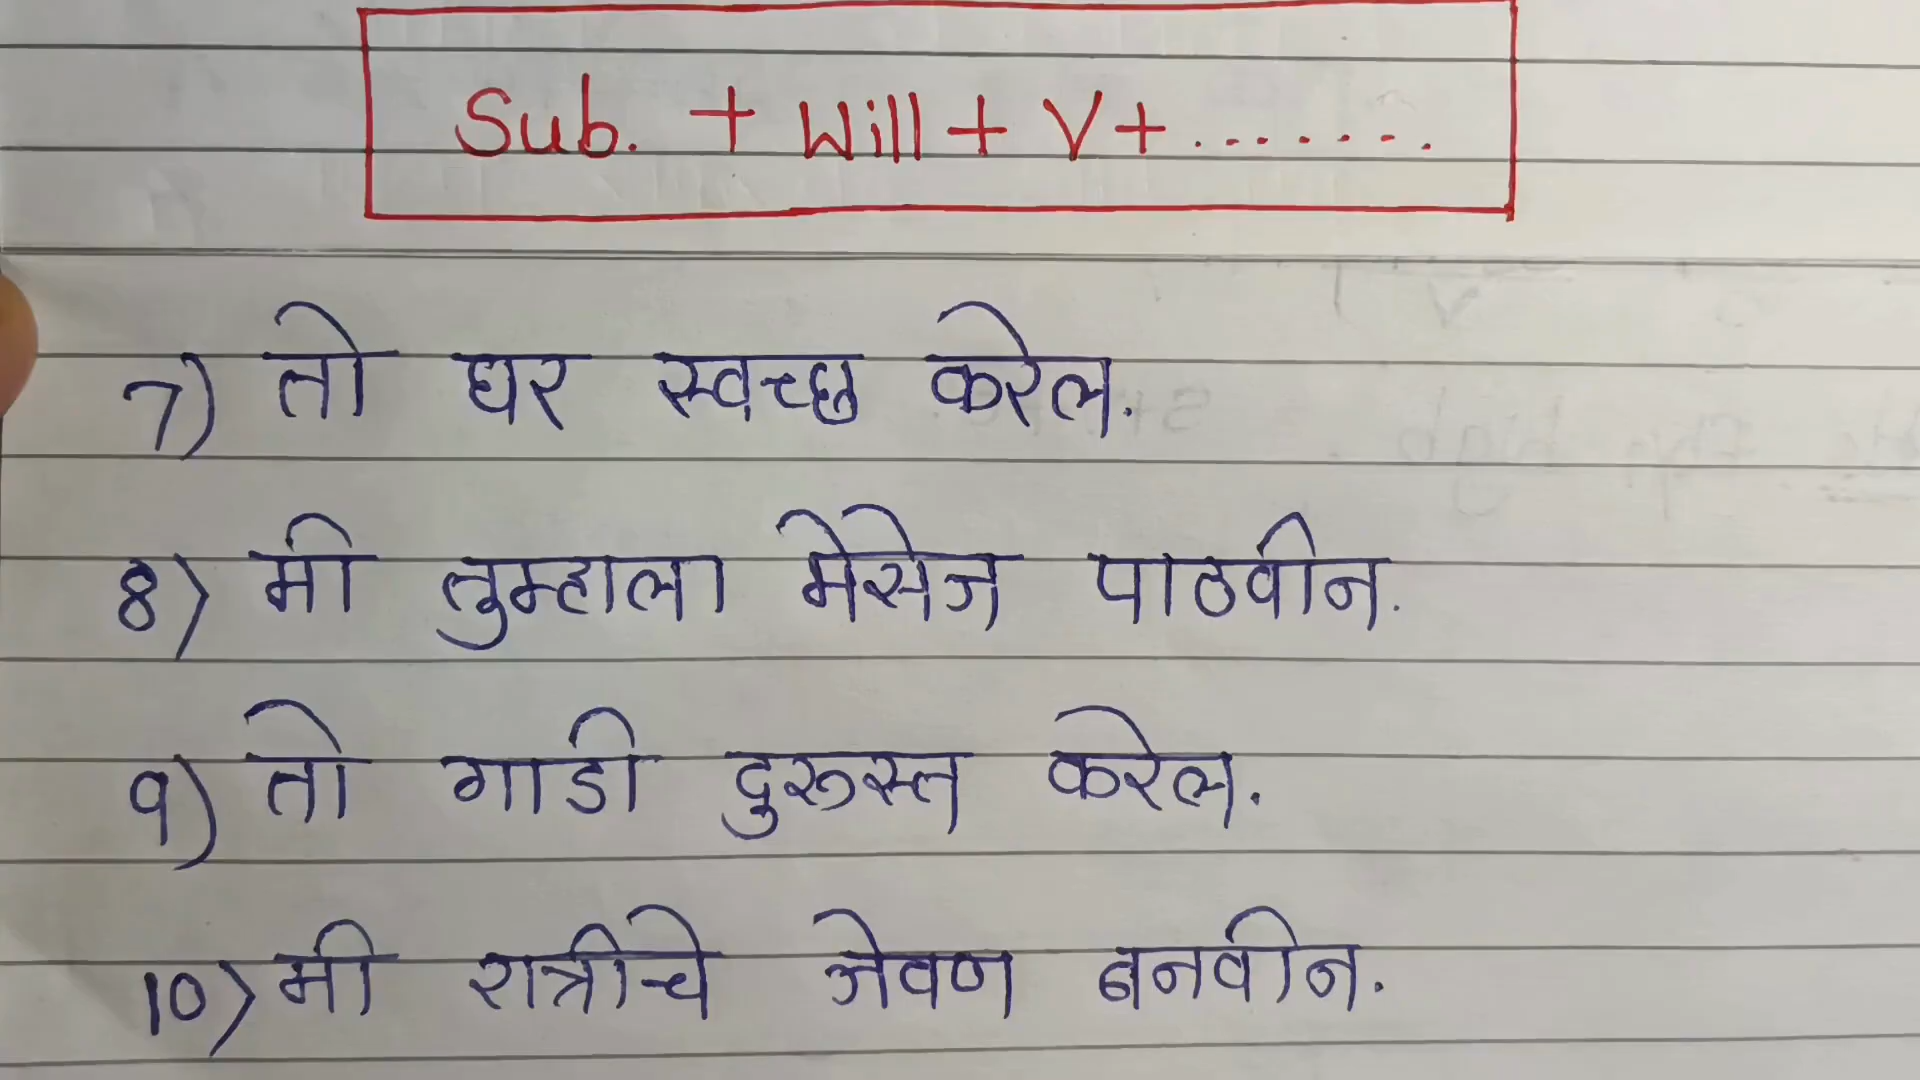 Sub. + Will + V + .......
7) तो घर स्वच्छ करेल.
8) मी तुम्हाला मेसेज पाठवीन.
9) तो गाडी दुरूस्त करेल.
10) मी रात्रीचे जेवण बनवीन.